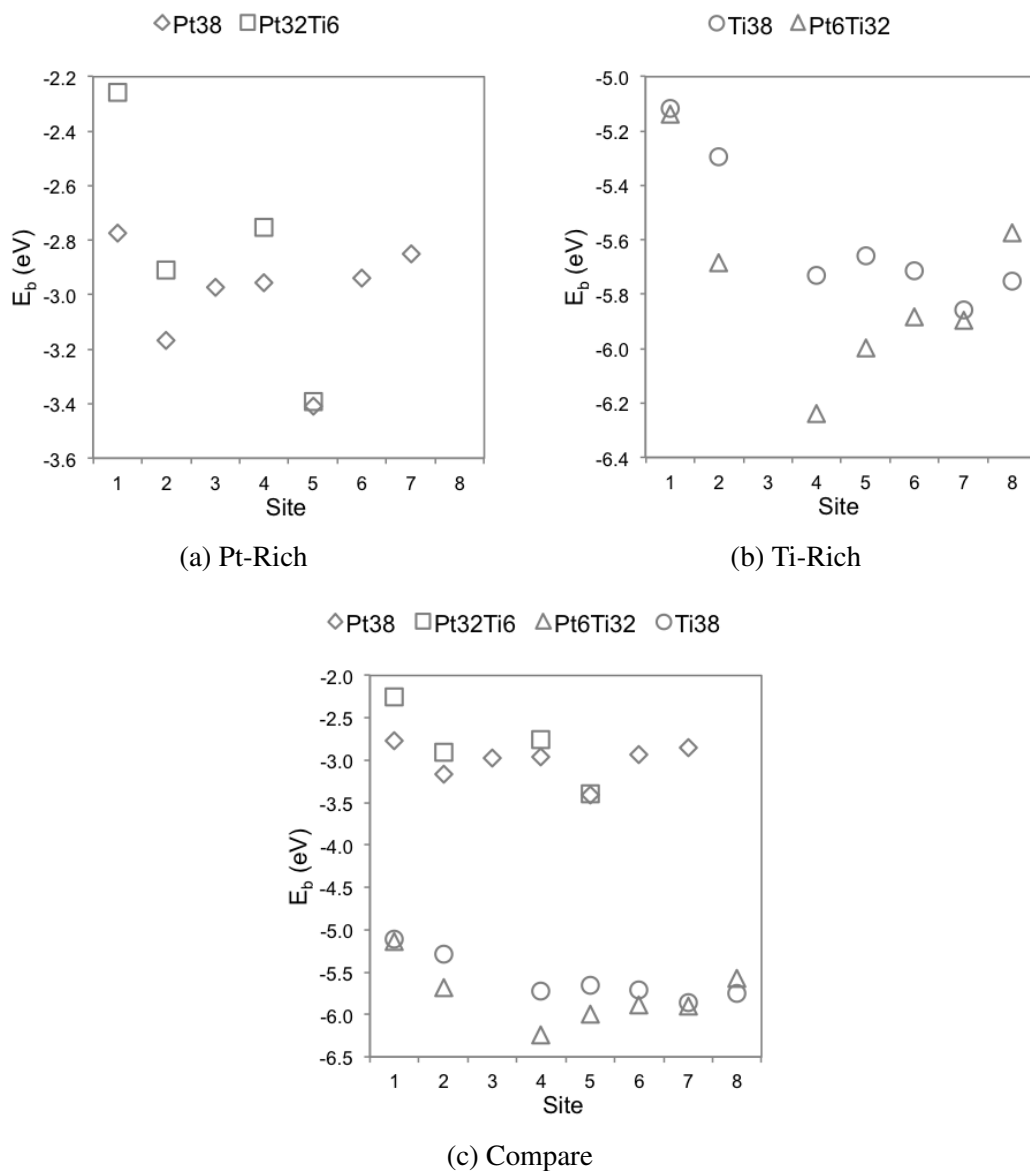 Pt38 Pt32Ti6
-2.2
-2.4
-2.6
-2.8
-3.0
-3.2
-3.4
-3.6
E_b (eV)
1 2 3 4 5 6 7 8
Site
(a) Pt-Rich
Ti38 Pt6Ti32
-5.0
-5.2
-5.4
-5.6
-5.8
-6.0
-6.2
-6.4
E_b (eV)
1 2 3 4 5 6 7 8
Site
(b) Ti-Rich
Pt38 Pt32Ti6 Pt6Ti32 Ti38
-2.0
-2.5
-3.0
-3.5
-4.0
-4.5
-5.0
-5.5
-6.0
-6.5
E_b (eV)
1 2 3 4 5 6 7 8
Site
(c) Compare